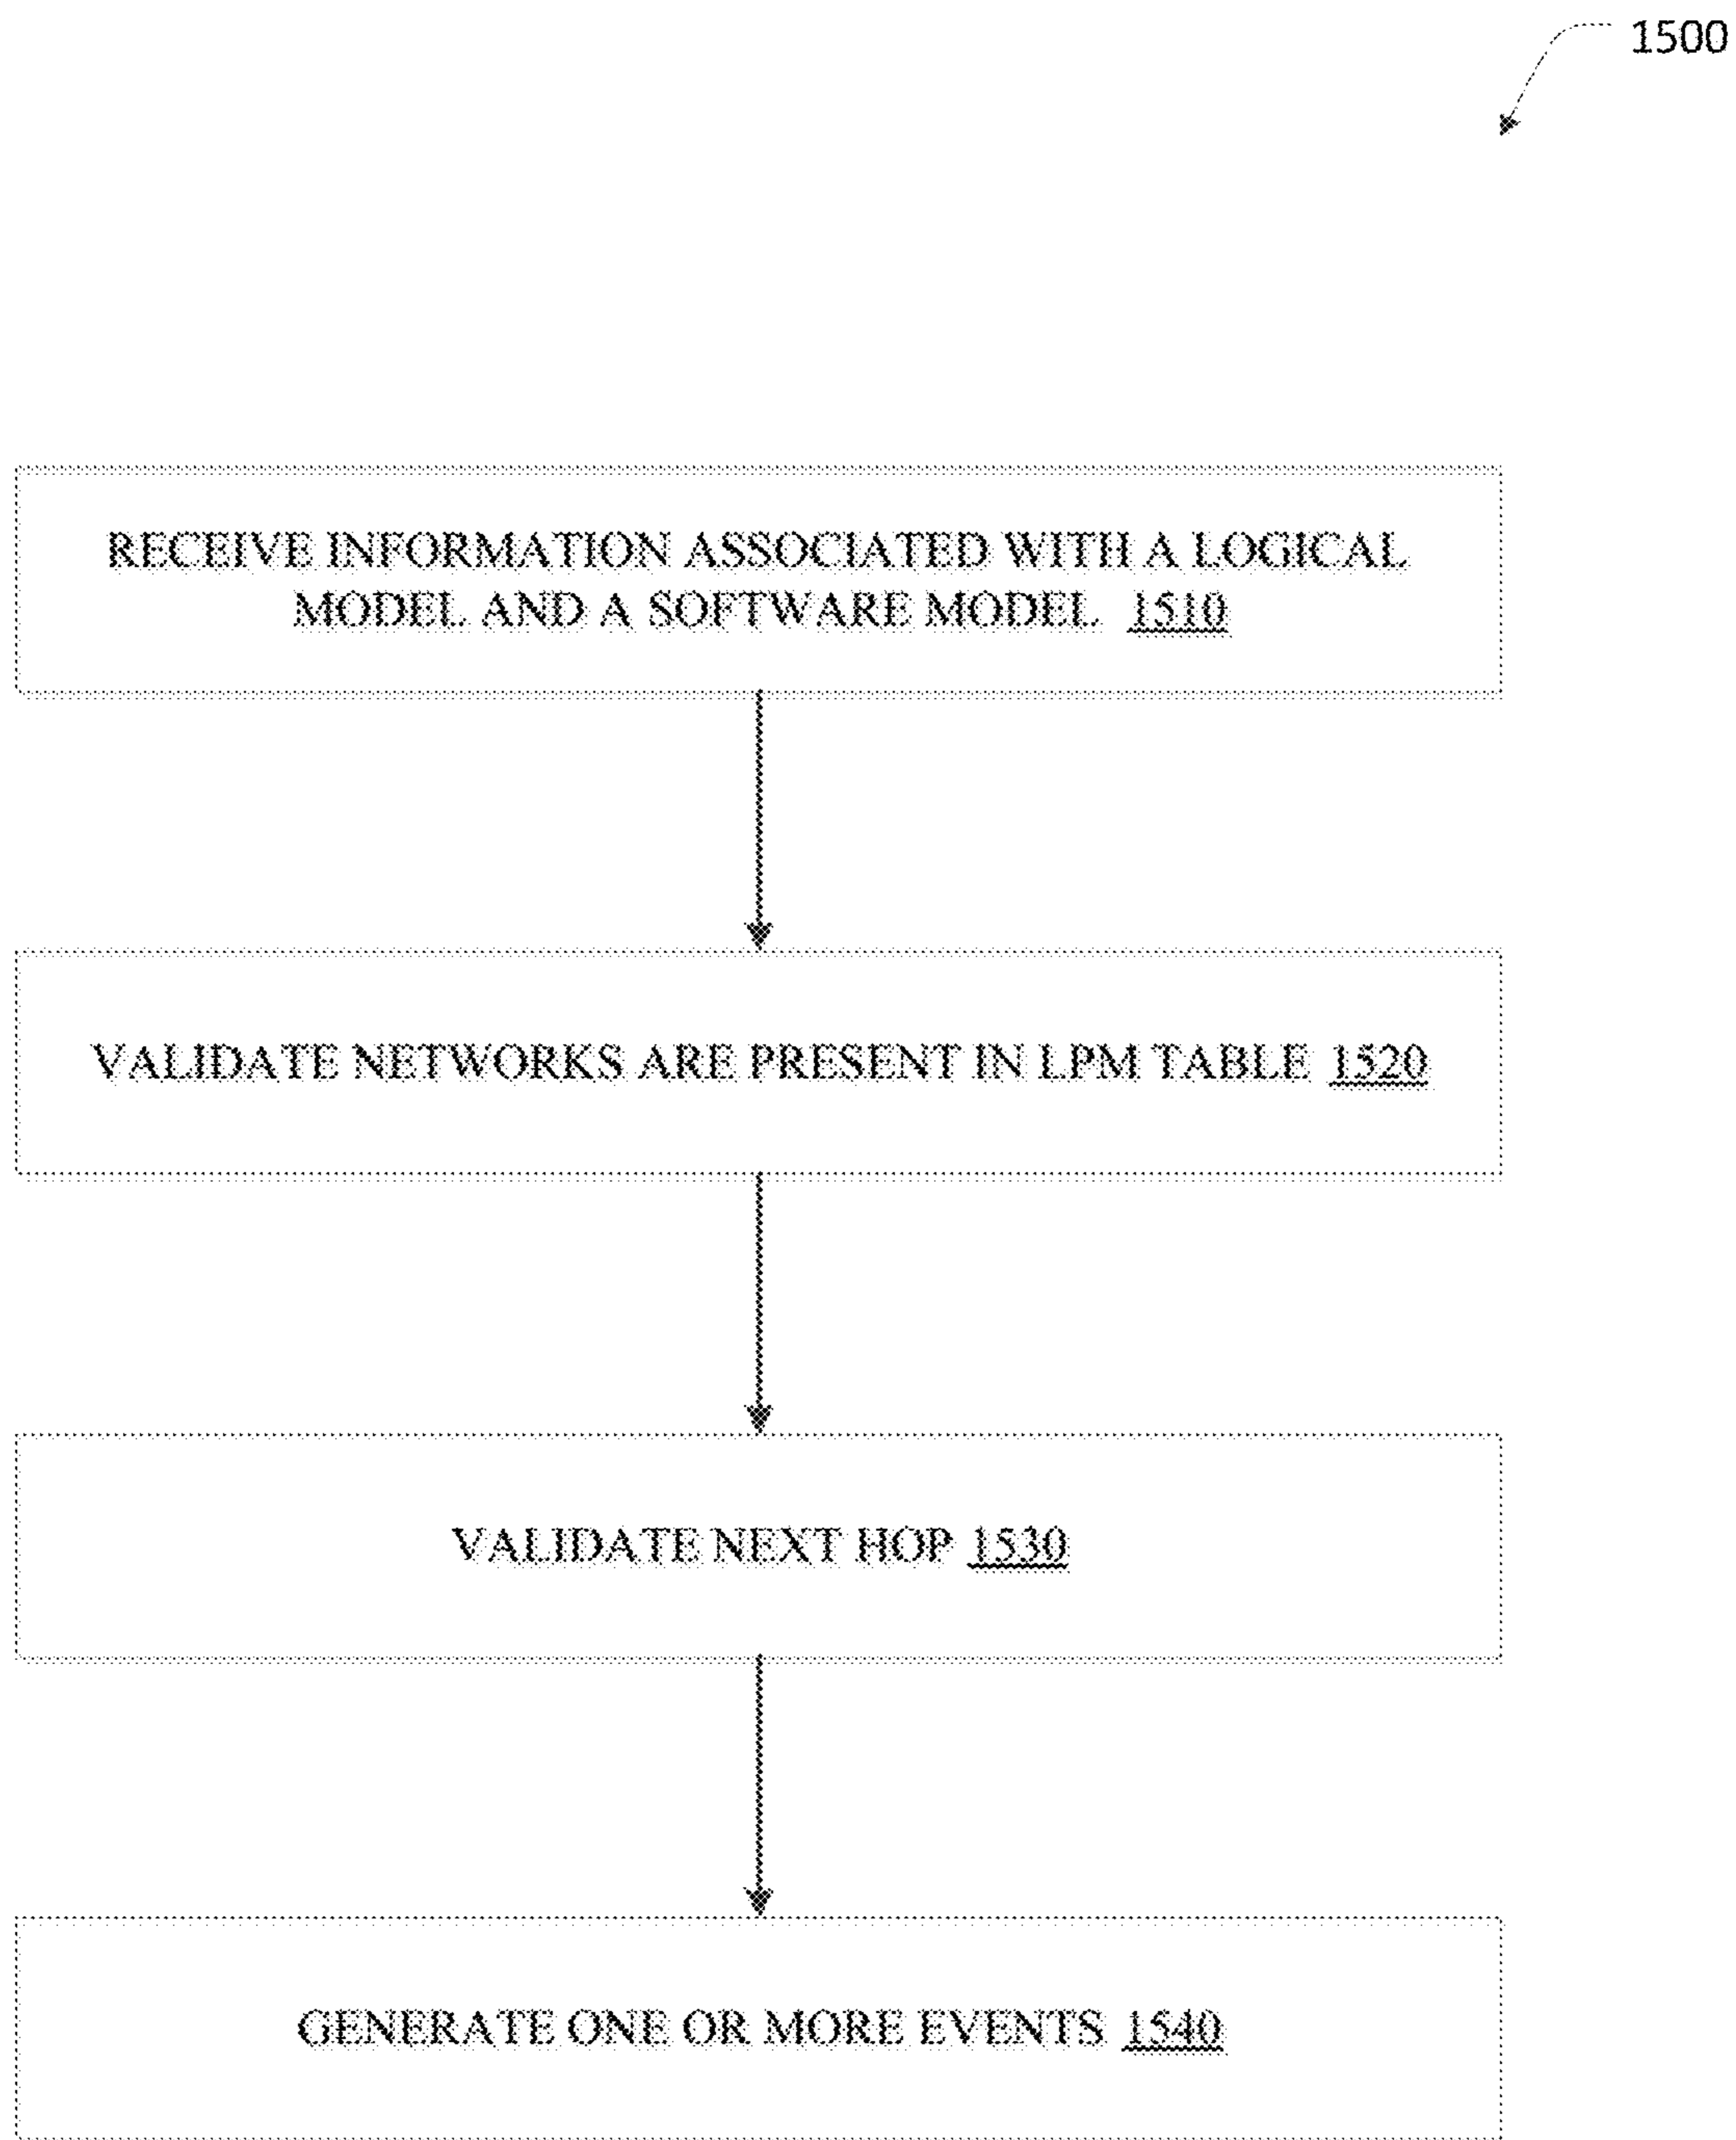 1500
RECEIVE INFORMATION ASSOCIATED WITH A LOGICAL
MODEL AND A SOFTWARE MODEL 1510
VALIDATE NETWORKS ARE PRESENT IN LPM TABLE 1520
VALIDATE NEXT HOP 1530
GENERATE ONE OR MORE EVENTS 1540